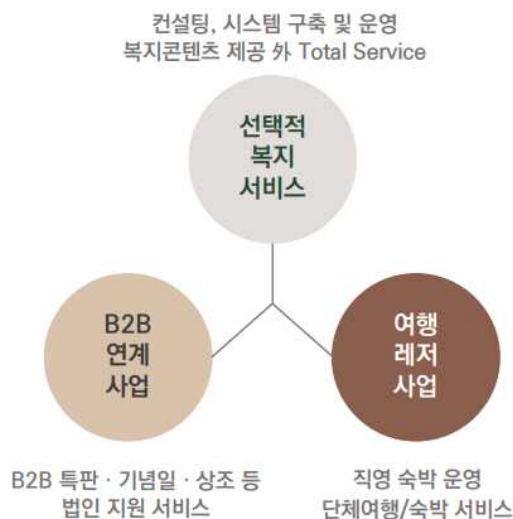 컨설팅, 시스템 구축 및 운영
복지콘텐츠 제공 外 Total Service
선택적
복지
서비스
B2B
연계
사업
여행
레저
사업
B2B 특판 · 기념일 · 상조 등
법인 지원 서비스
직영 숙박 운영
단체여행/숙박 서비스